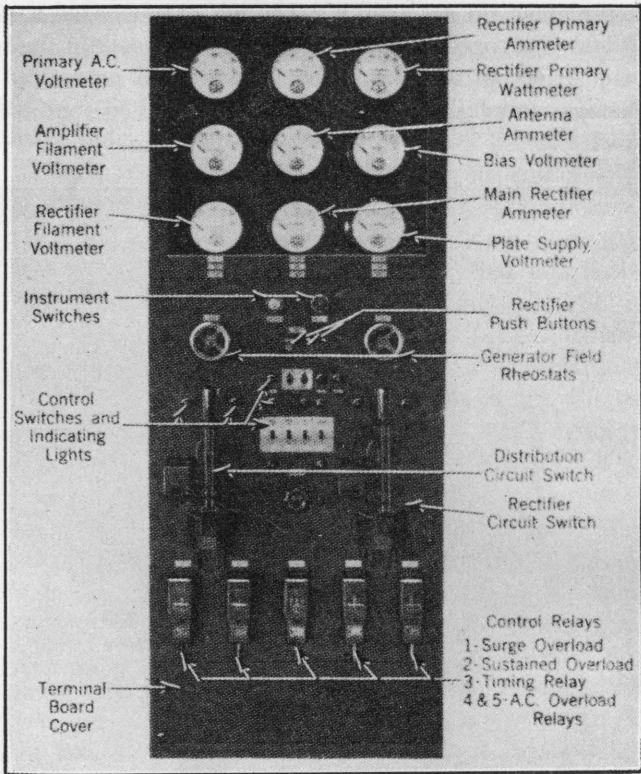 Primary A.C.
Voltmeter
Amplifier
Filament
Voltmeter
Rectifier
Filament
Voltmeter
Instrument
Switches
Control
Switches and
Indicating
Lights
Terminal
Board
Cover
Rectifier Primary
Ammeter
Rectifier Primary
Wattmeter
Antenna
Ammeter
Bias Voltmeter
Main Rectifier
Ammeter
Plate Supply
Voltmeter
Rectifier
Push Buttons
Generator Field
Rheostats
Distribution
Circuit Switch
Rectifier
Circuit Switch
Control Relays
1-Surge Overload
2-Sustained Overload
3-Timing Relay
4 & 5-A.C. Overload
Relays